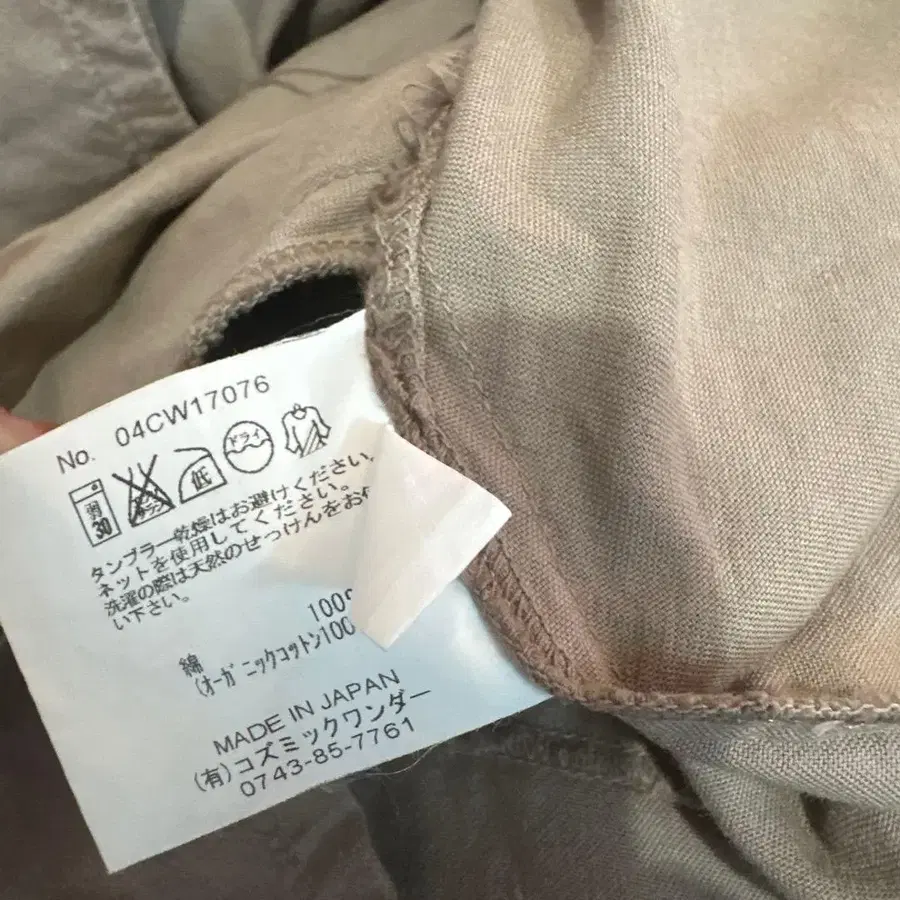 No. 04CW17076
弱 30 低 ドライ
タンブラー乾燥はお避けください。
ネットを使用してください。
洗濯の際は天然のせっけんをお
い下さい。
綿 100
(オーガニックコットン100
MADE IN JAPAN
(有)コズミックワンダー
0743-85-7761